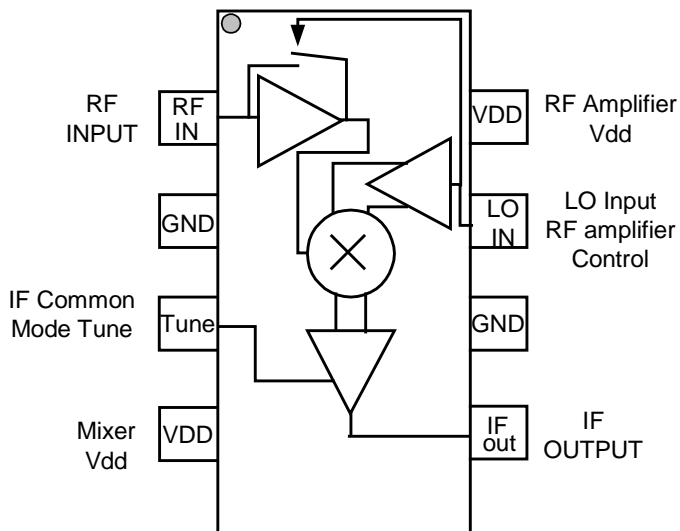 RF
INPUT
RF
IN
VDD
RF Amplifier
Vdd
GND
LO
IN
LO Input
RF amplifier
Control
IF Common
Mode Tune
Tune
GND
Mixer
Vdd
VDD
IF
out
IF
OUTPUT